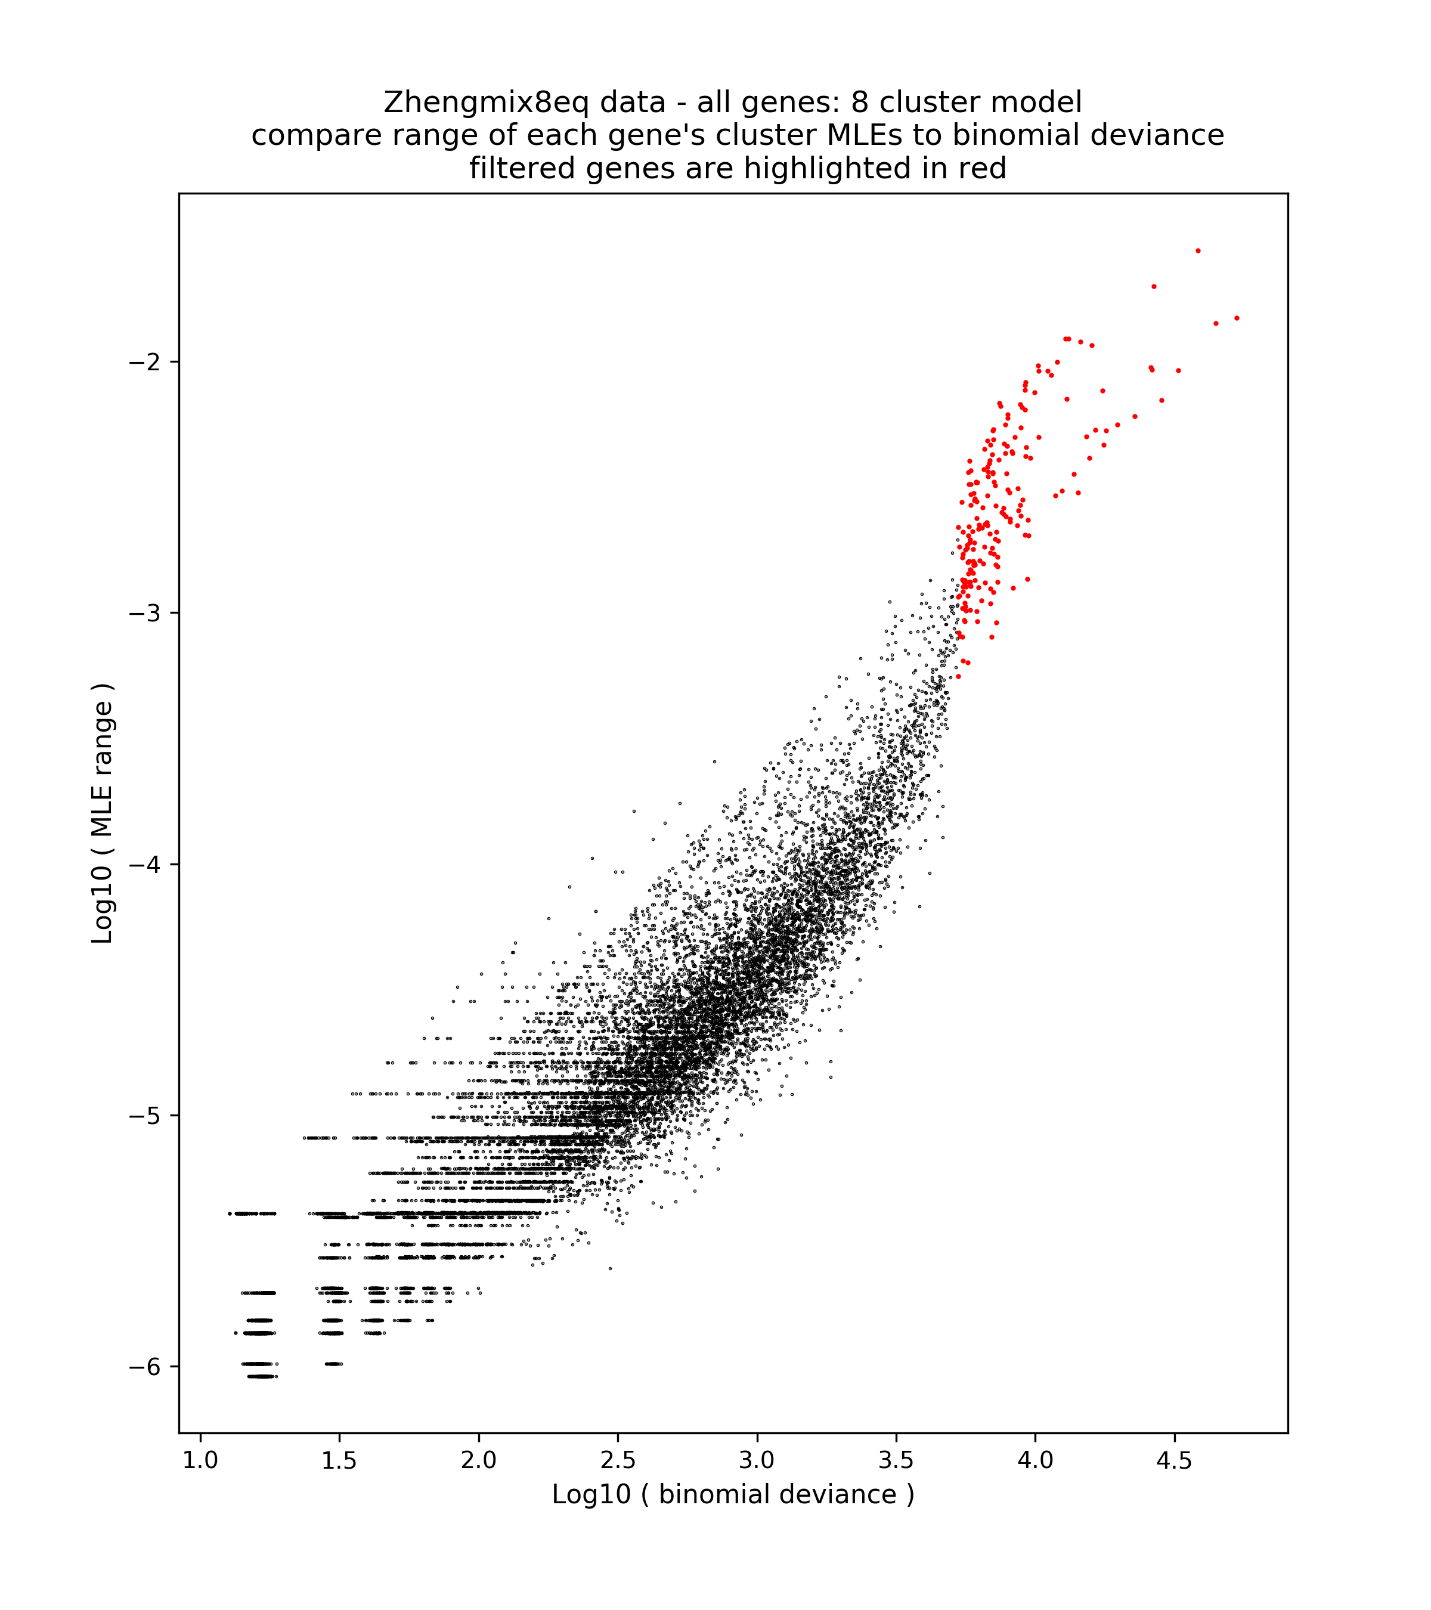 Zhengmix8eq data - all genes: 8 cluster model
compare range of each gene's cluster MLEs to binomial deviance
filtered genes are highlighted in red
Log10 ( MLE range )
−2
−3
−4
−5
−6
1.0 1.5 2.0 2.5 3.0 3.5 4.0 4.5
Log10 ( binomial deviance )